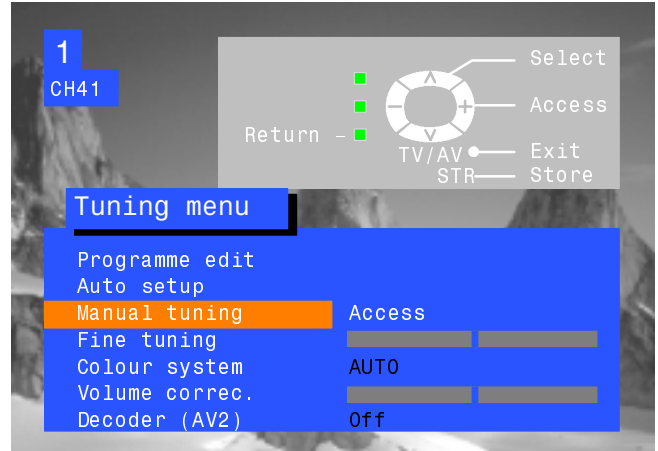 1
CH41
Select
Access
Return –
TV/AV
Exit
STR
Store
Tuning menu
Programme edit
Auto setup
Manual tuning Access
Fine tuning
Colour system AUTO
Volume correc.
Decoder (AV2) Off